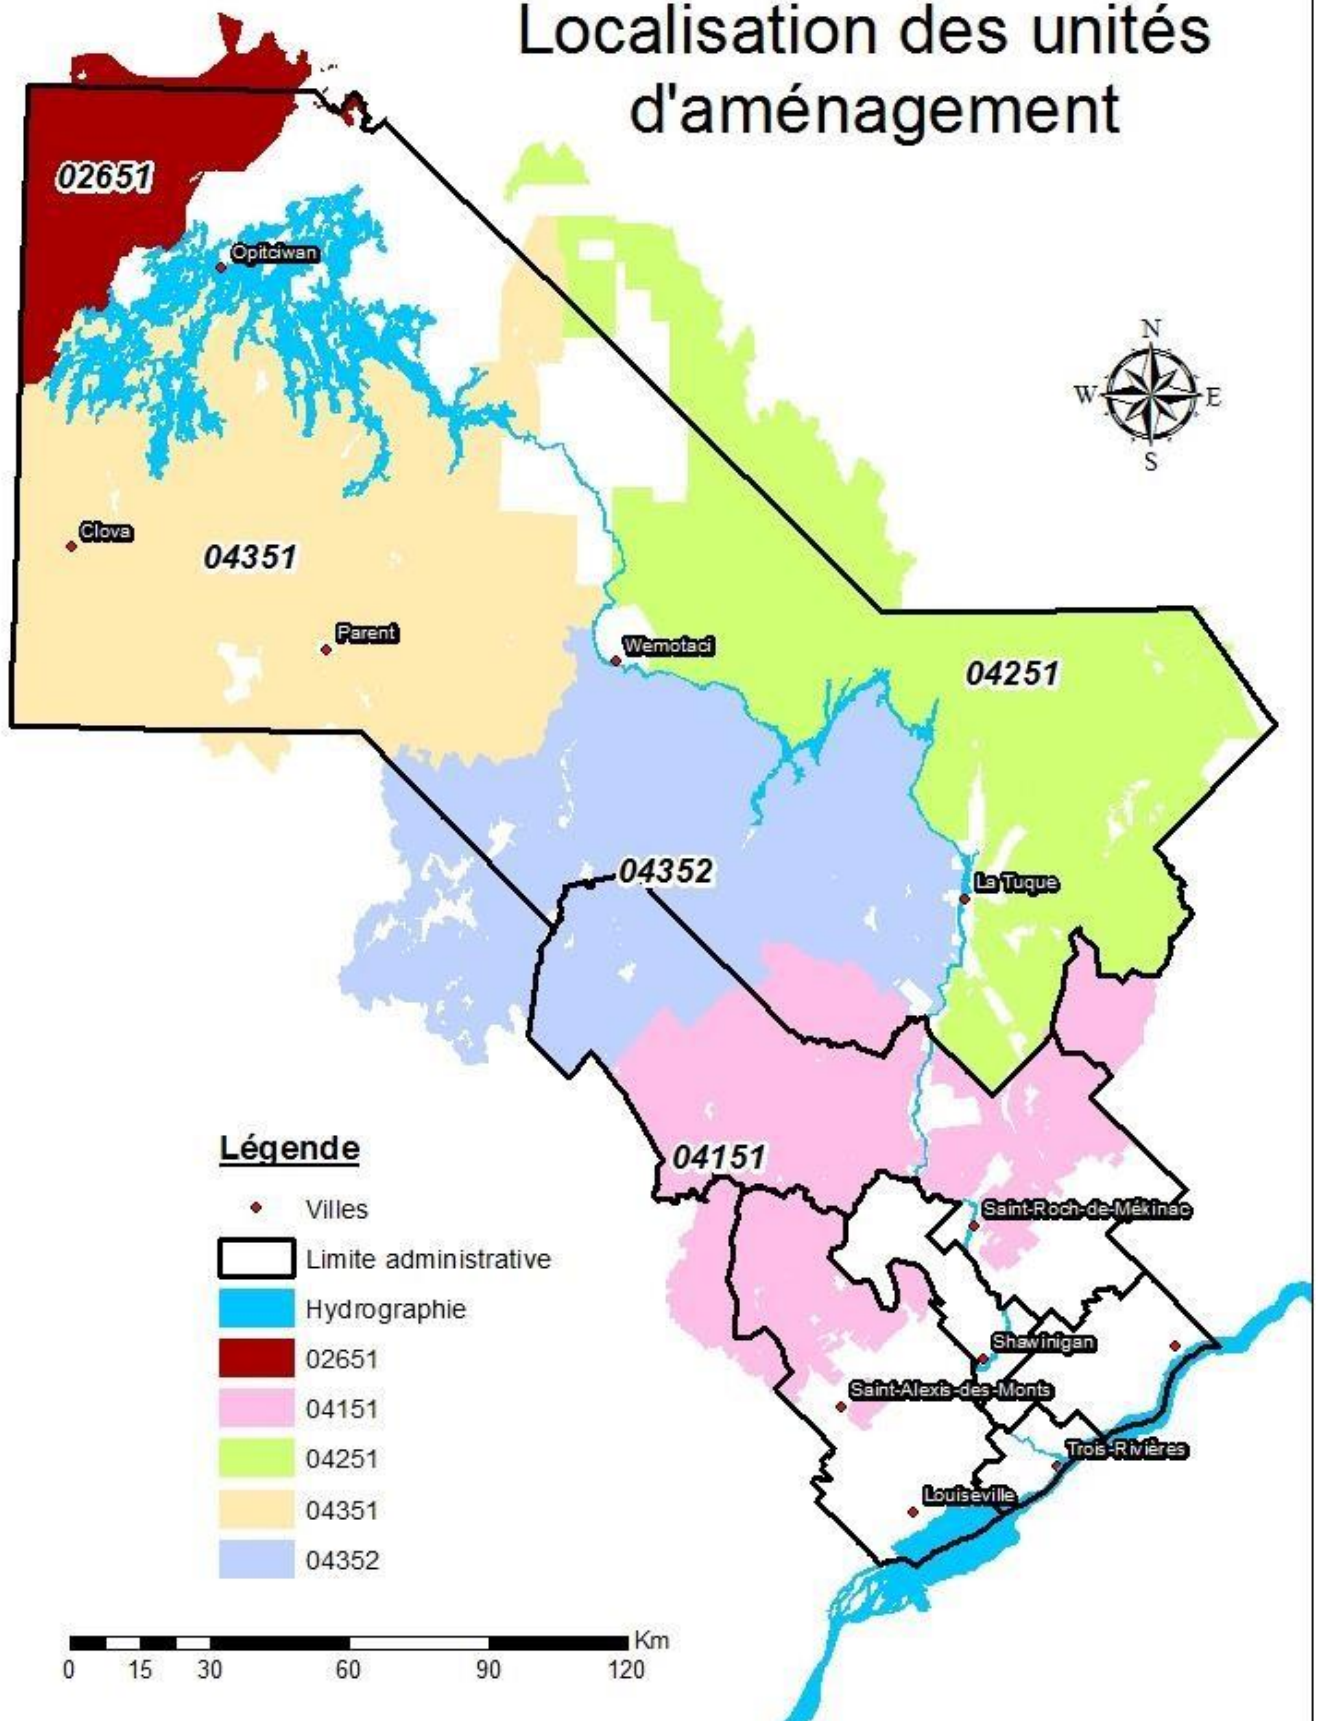 Localisation des unités
d'aménagement
02651
Opitciwan
N
W
E
S
Clova
04351
Parent
Wemotaci
04251
04352
La Tuque
04151
Saint-Roch-de-Mékinac
Shawinigan
Saint-Alexis-des-Monts
Trois-Rivières
Louiseville
Légende
Villes
Limite administrative
Hydrographie
02651
04151
04251
04351
04352
Km
0 15 30 60 90 120